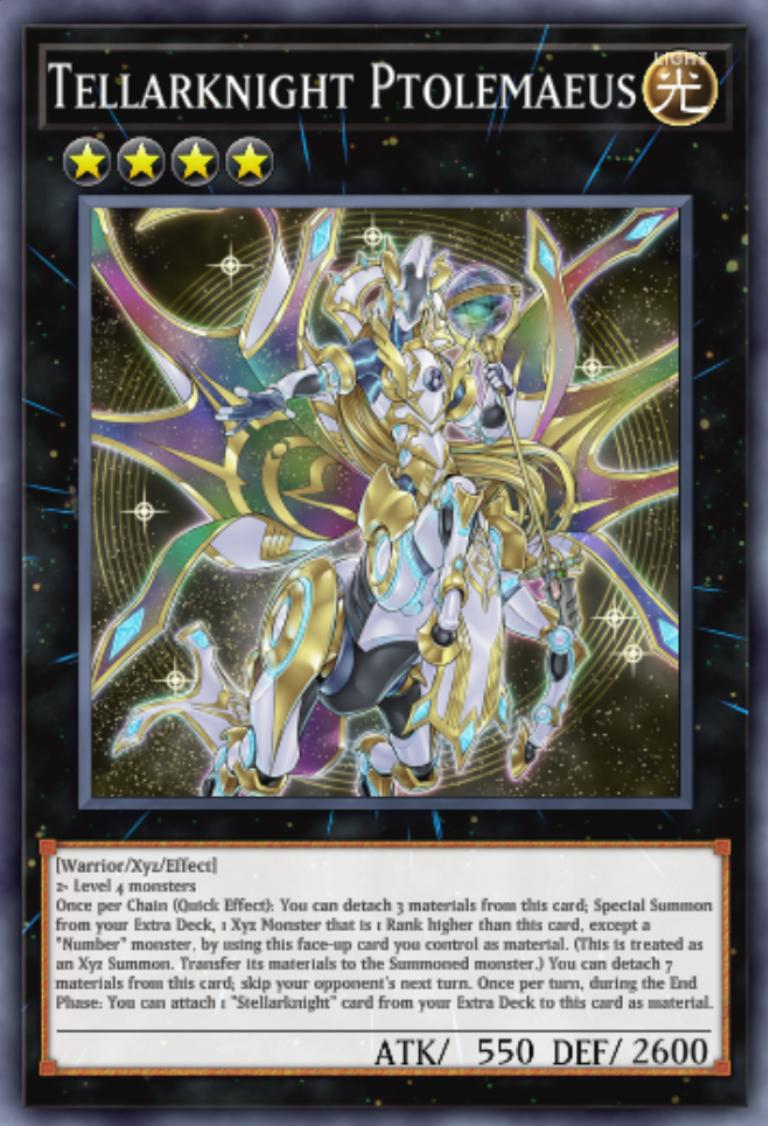 TELLARKNIGHT PTOLEMAEUS
LIGHT
光
[Warrior/Xyz/Effect]
2+ Level 4 monsters
Once per Chain (Quick Effect): You can detach 3 materials from this card; Special Summon
from your Extra Deck, 1 Xyz Monster that is 1 Rank higher than this card, except a
"Number" monster, by using this face-up card you control as material. (This is treated as
an Xyz Summon. Transfer its materials to the Summoned monster.) You can detach 7
materials from this card; skip your opponent's next turn. Once per turn, during the End
Phase: You can attach 1 "Stellarknight" card from your Extra Deck to this card as material.
ATK/ 550 DEF/ 2600